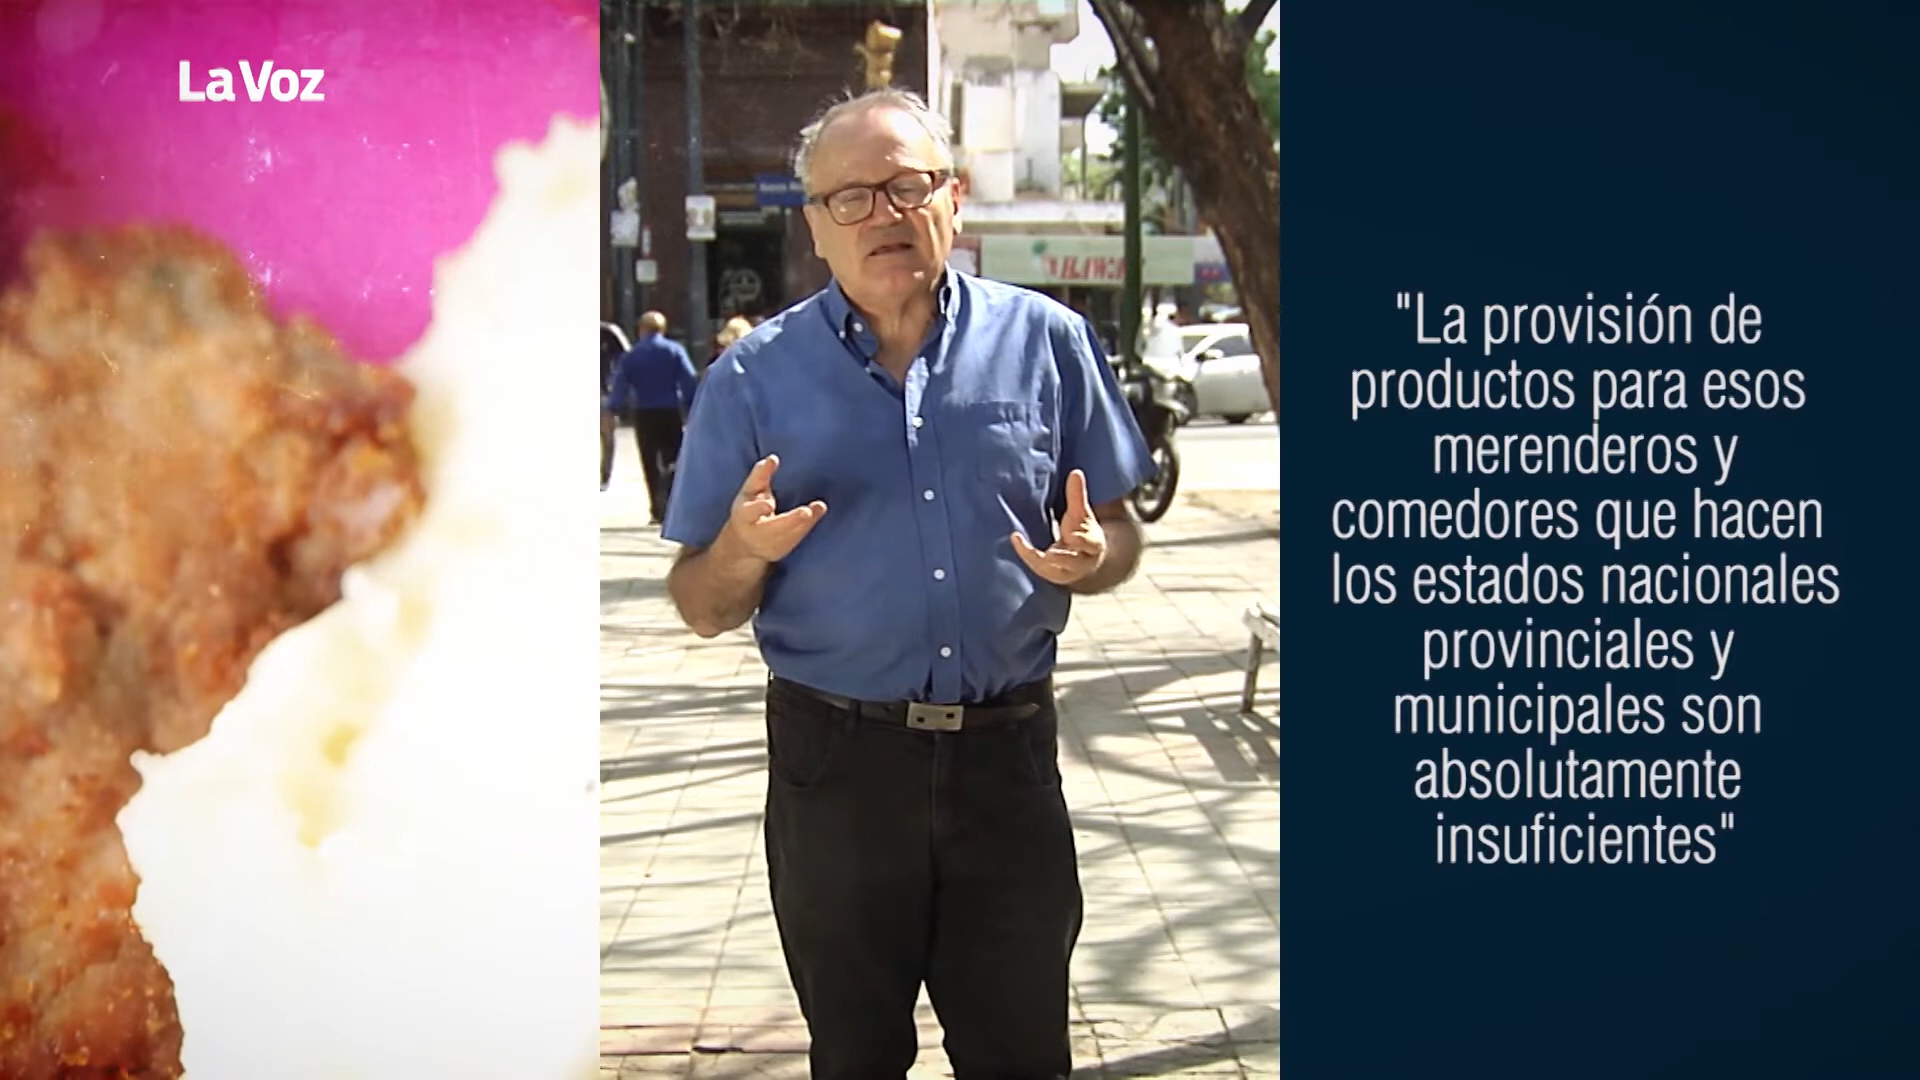 La Voz
"La provisión de
productos para esos
merenderos y
comedores que hacen
los estados nacionales
provinciales y
municipales son
absolutamente
insuficientes"